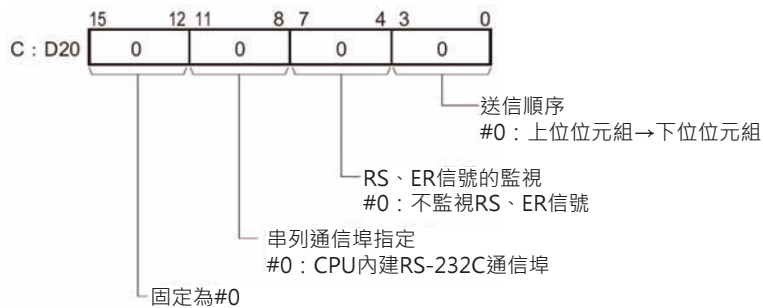 15 12 11 8 7 4 3 0
C：D20 0 0 0 0
送信順序
#0：上位位元組→下位位元組
RS、ER信號的監視
#0：不監視RS、ER信號
串列通信埠指定
#0：CPU內建RS-232C通信埠
固定為#0